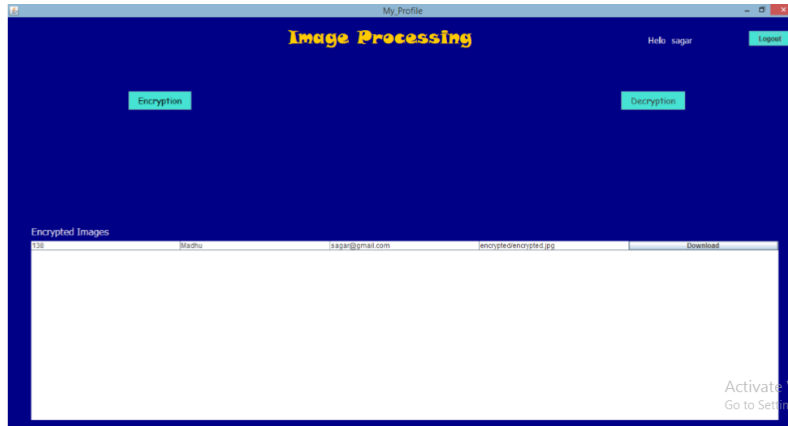 My_Profile
Image Processing
Hello sagar
Logout
Encryption
Decryption
Encrypted Images
138 Madhu sagar@gmail.com encrypted/encrypted.jpg Download
Activate
Go to Settin